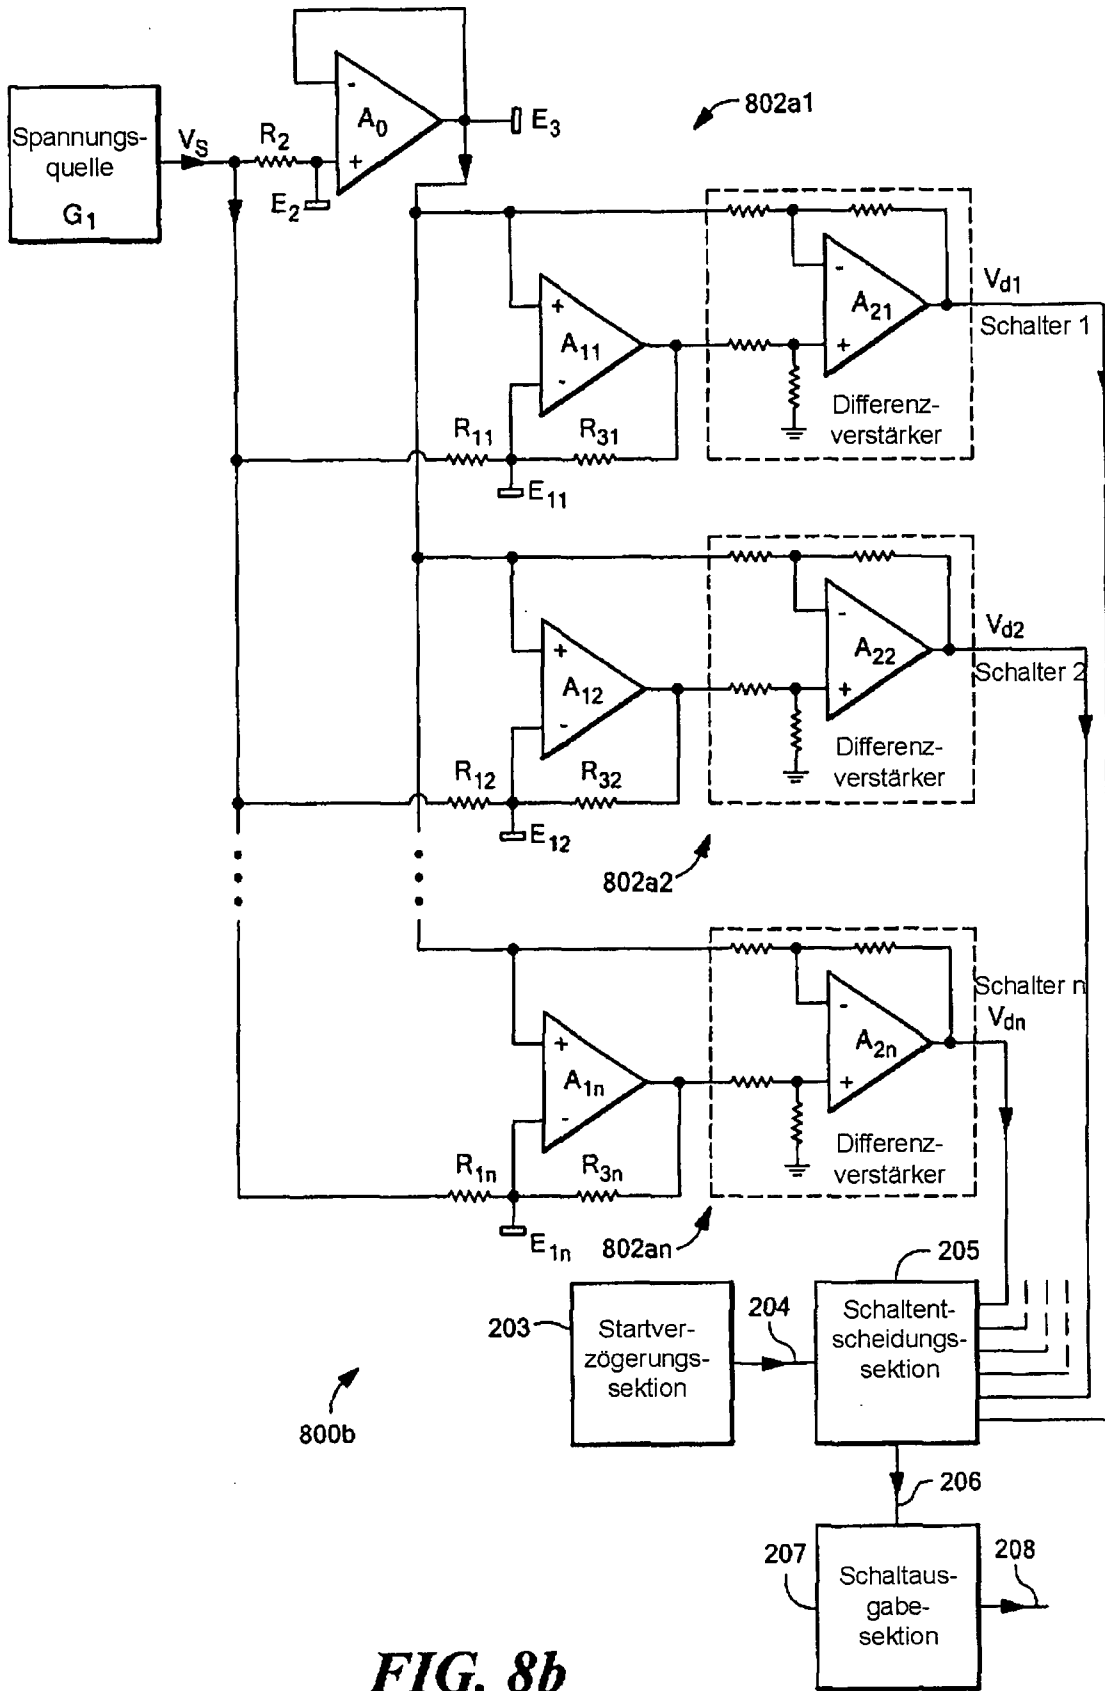 Spannungs-
quelle
G1
VS
R2
E2
A0
-
+
E3
802a1
+
A11
-
R11
R31
E11
-
A21
+
Differenz-
verstärker
Vd1
Schalter 1
+
A12
-
R12
R32
E12
-
A22
+
Differenz-
verstärker
Vd2
Schalter 2
802a2
+
A1n
-
R1n
R3n
E1n
-
A2n
+
Differenz-
verstärker
Schalter n
Vdn
802an
203
Startver-
zögerungs-
sektion
204
205
Schaltent-
scheidungs-
sektion
800b
206
207
Schaltaus-
gabe-
sektion
208
FIG. 8b